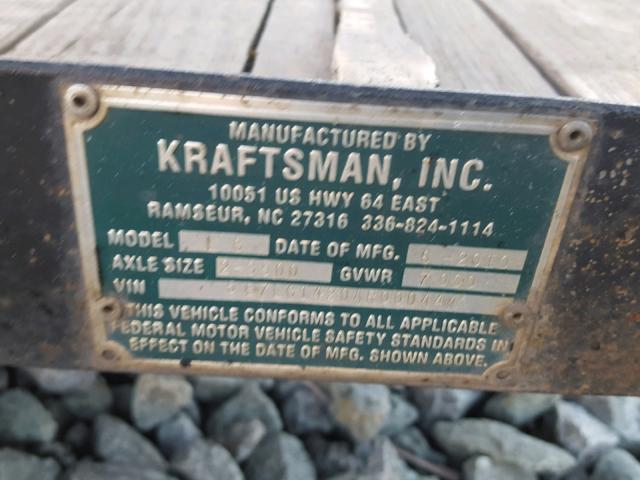 MANUFACTURED BY
KRAFTSMAN, INC.
10051 US HWY 64 EAST
RAMSEUR, NC 27316 336-824-1114
MODEL DATE OF MFG.
AXLE SIZE GVWR
VIN
THIS VEHICLE CONFORMS TO ALL APPLICABLE
FEDERAL MOTOR VEHICLE SAFETY STANDARDS IN
EFFECT ON THE DATE OF MFG. SHOWN ABOVE.